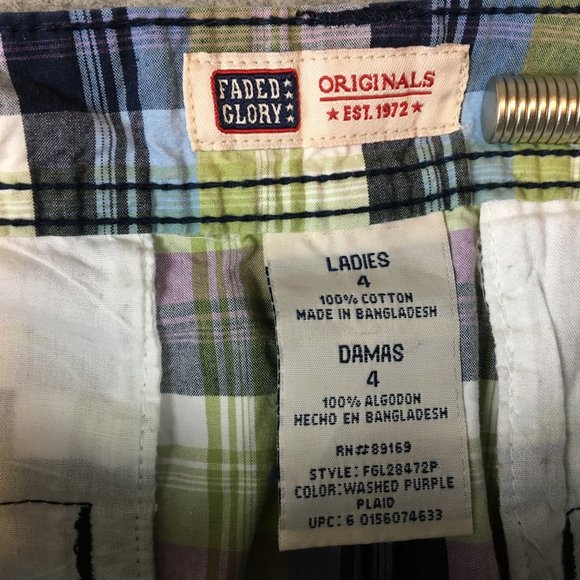 FADED
GLORY
ORIGINALS
★ EST. 1972 ★
LADIES
4
100% COTTON
MADE IN BANGLADESH
DAMAS
4
100% ALGODON
HECHO EN BANGLADESH
RN#89169
STYLE: FGL28472P
COLOR: WASHED PURPLE
PLAID
UPC: 6 0156074633